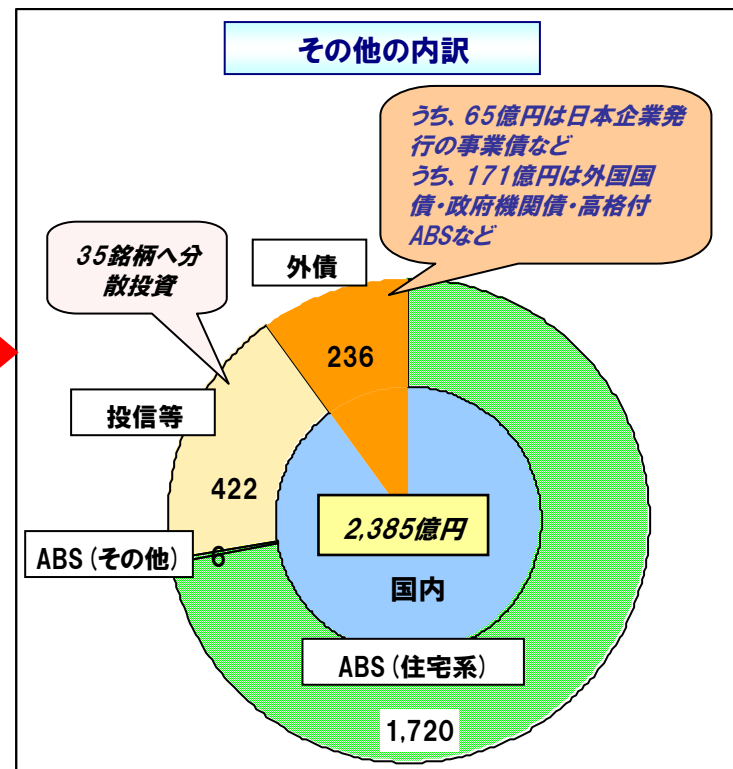 その他の内訳
うち、65億円は日本企業発
行の事業債など
うち、171億円は外国国
債・政府機関債・高格付
ABSなど
35銘柄へ分
散投資
外債
236
投信等
422
2,385億円
ABS(その他)
6
国内
ABS(住宅系)
1,720